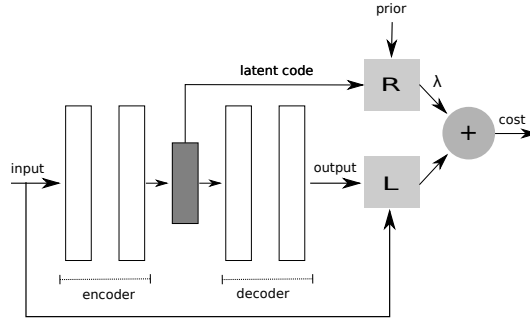 prior
latent code
R
λ
+
cost
input
output
L
encoder
decoder